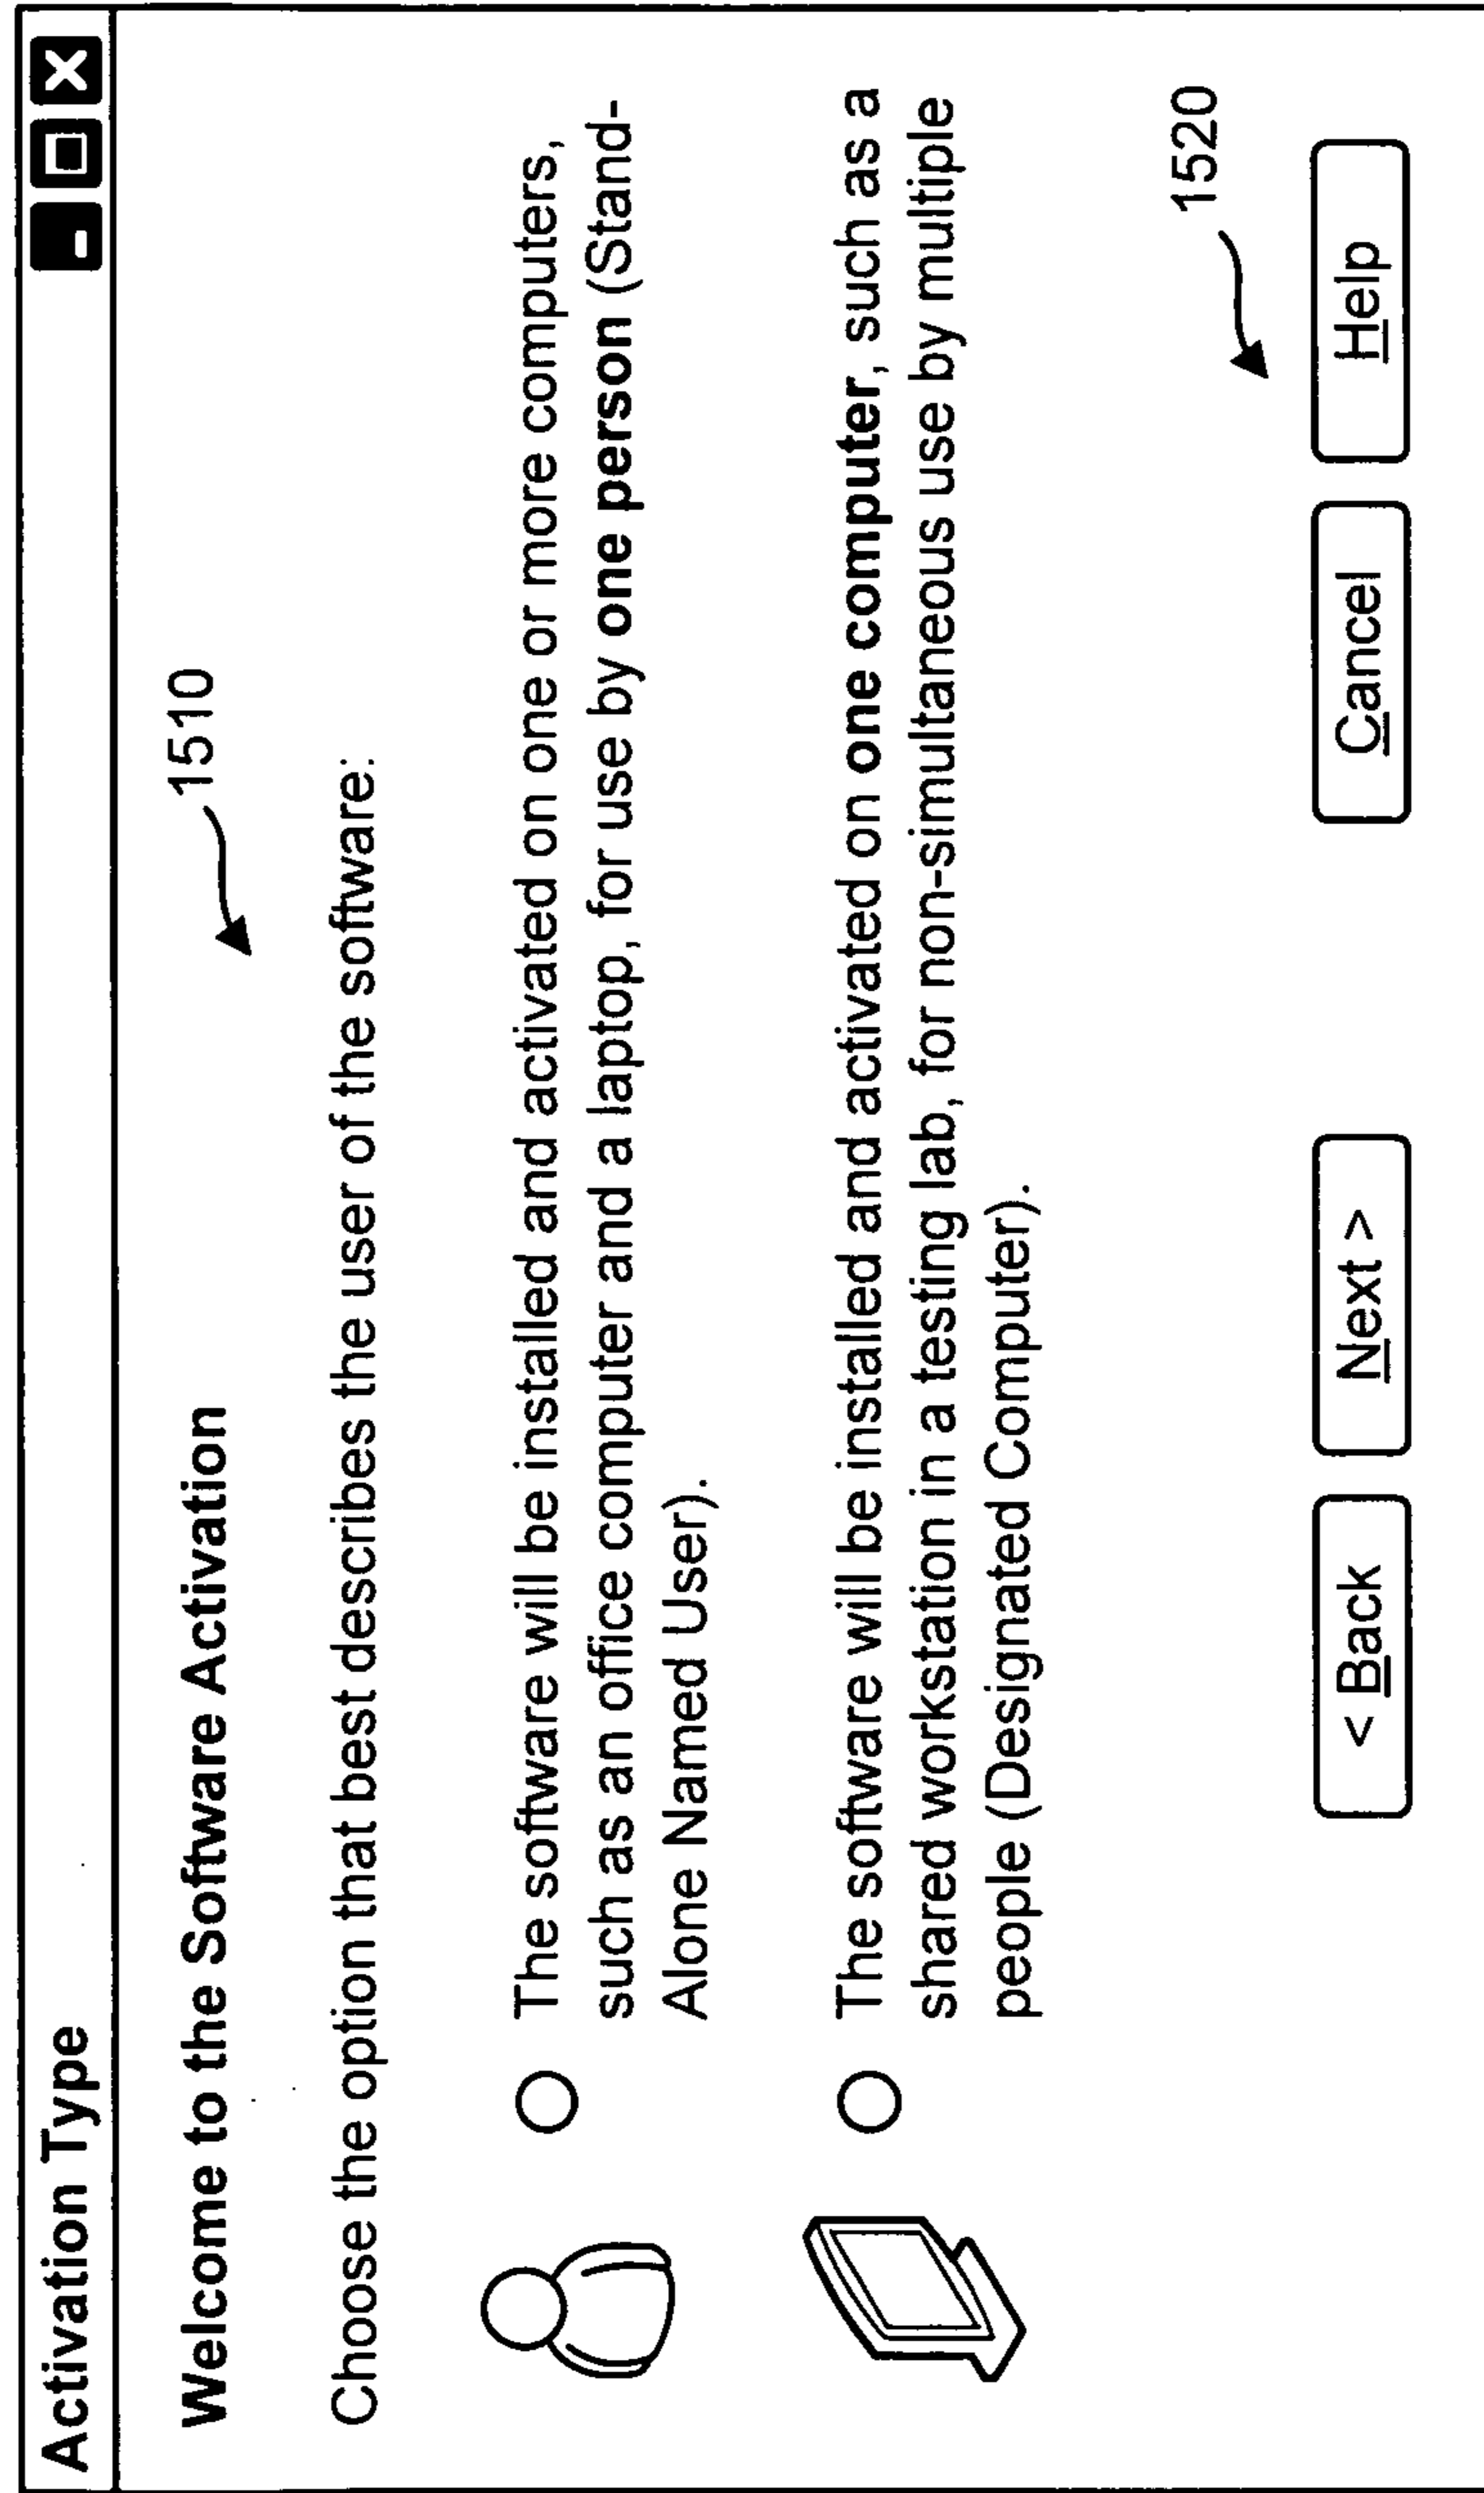 Activation Type
1510
Welcome to the Software Activation
Choose the option that best describes the user of the software:
The software will be installed and activated on one or more computers,
such as an office computer and a laptop, for use by one person (Stand-
Alone Named User).
The software will be installed and activated on one computer, such as a
shared workstation in a testing lab, for non-simultaneous use by multiple
people (Designated Computer).
1520
< Back Next > Cancel Help